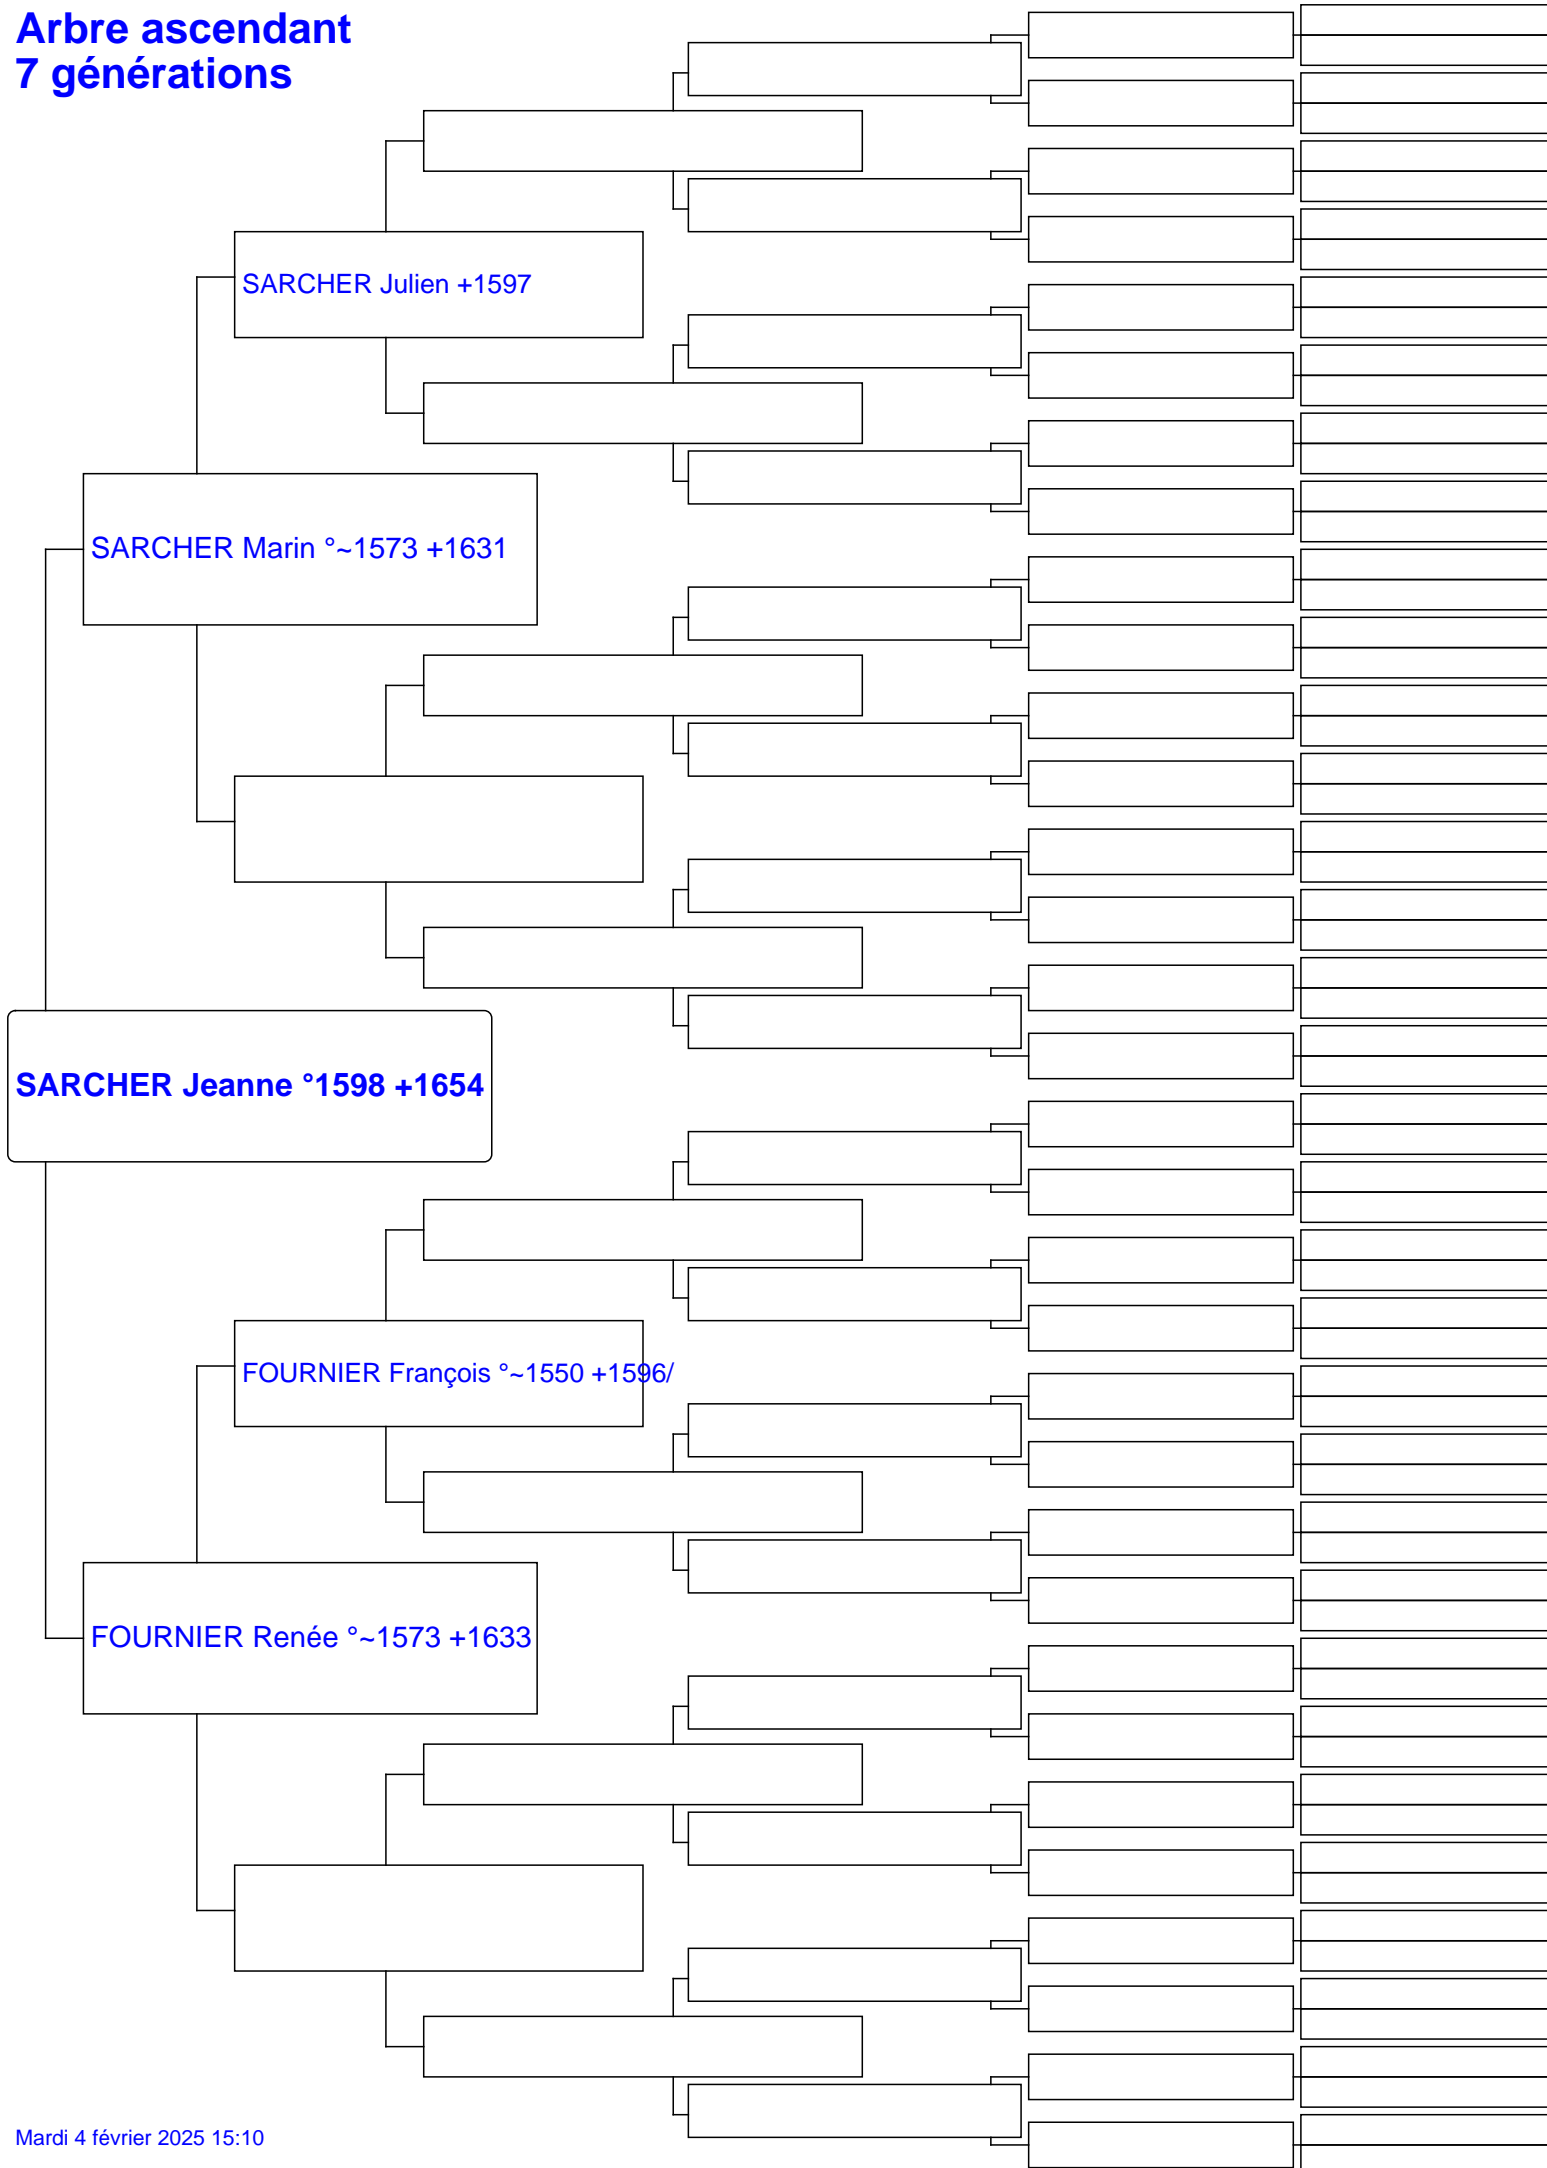 Arbre ascendant
7 générations
SARCHER Julien +1597
SARCHER Marin °~1573 +1631
SARCHER Jeanne °1598 +1654
FOURNIER François °~1550 +1596/
FOURNIER Renée °~1573 +1633
Mardi 4 février 2025 15:10